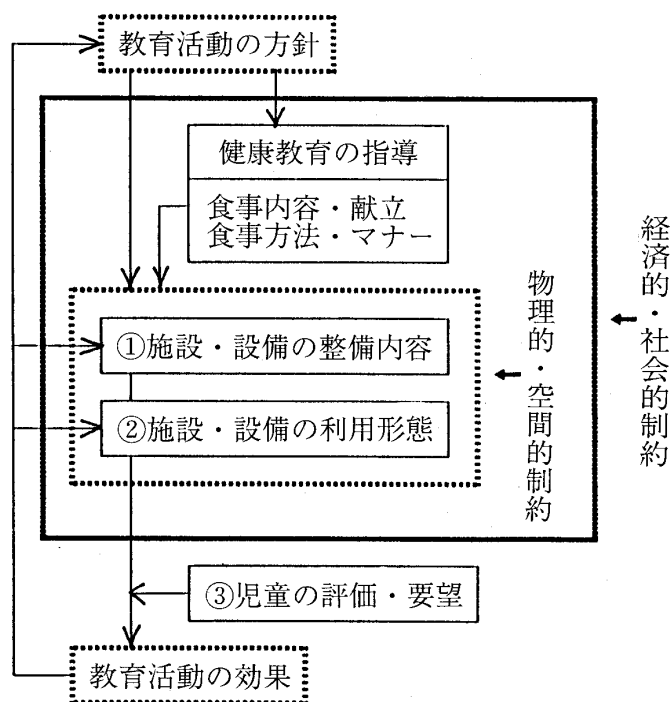 教育活動の方針
健康教育の指導
食事内容・献立
食事方法・マナー
①施設・設備の整備内容
②施設・設備の利用形態
物理的・空間的制約
経済的・社会的制約
③児童の評価・要望
教育活動の効果